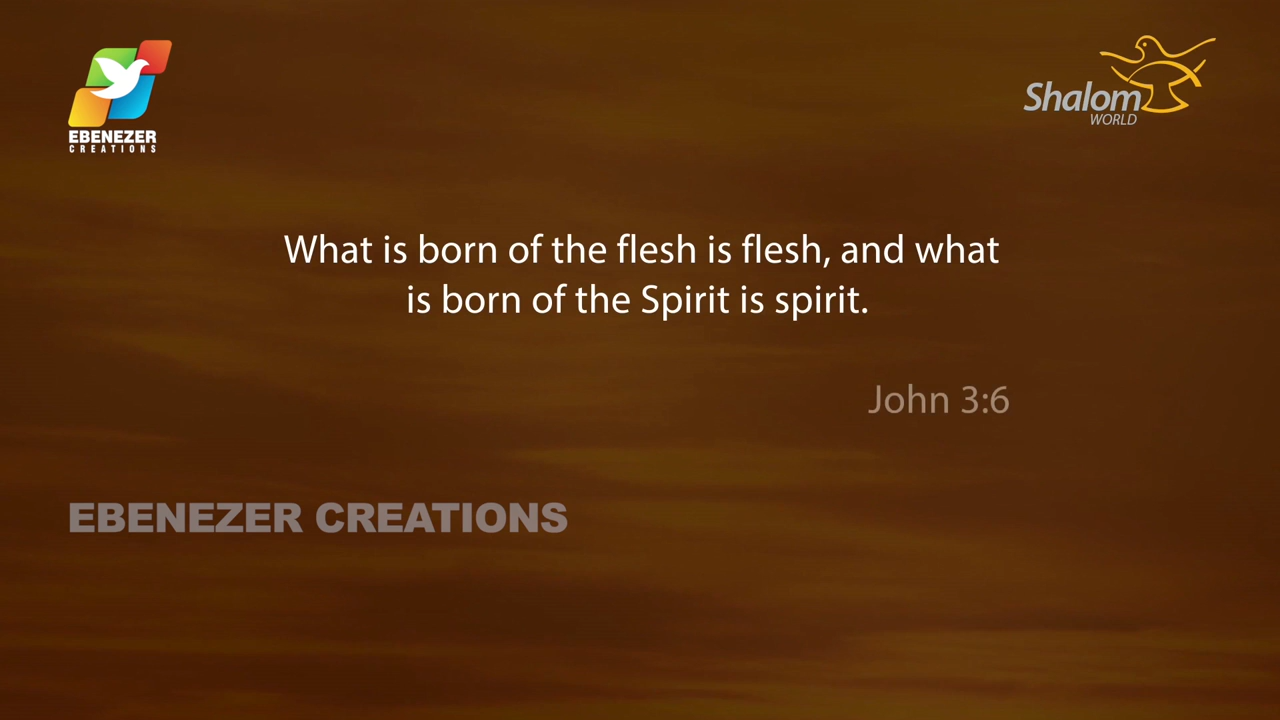 EBENEZER
CREATIONS
Shalom
WORLD
What is born of the flesh is flesh, and what
is born of the Spirit is spirit.
John 3:6
EBENEZER CREATIONS